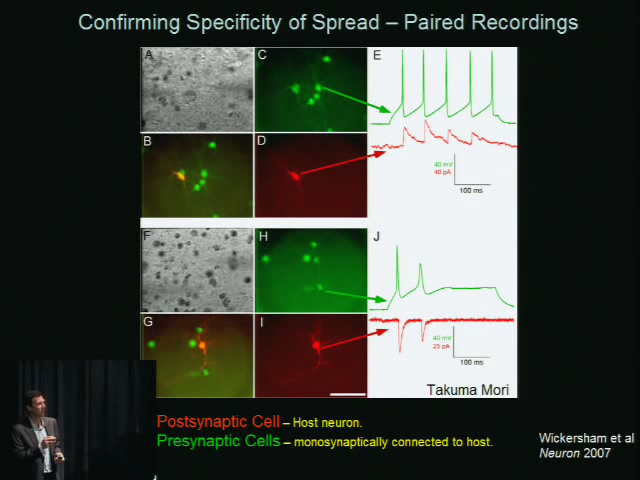 Confirming Specificity of Spread – Paired Recordings
A
C
E
B
D
40 mV
40 pA
100 ms
F
H
J
G
I
40 mV
25 pA
100 ms
Takuma Mori
Postsynaptic Cell – Host neuron.
Presynaptic Cells – monosynaptically connected to host.
Wickersham et al
Neuron 2007